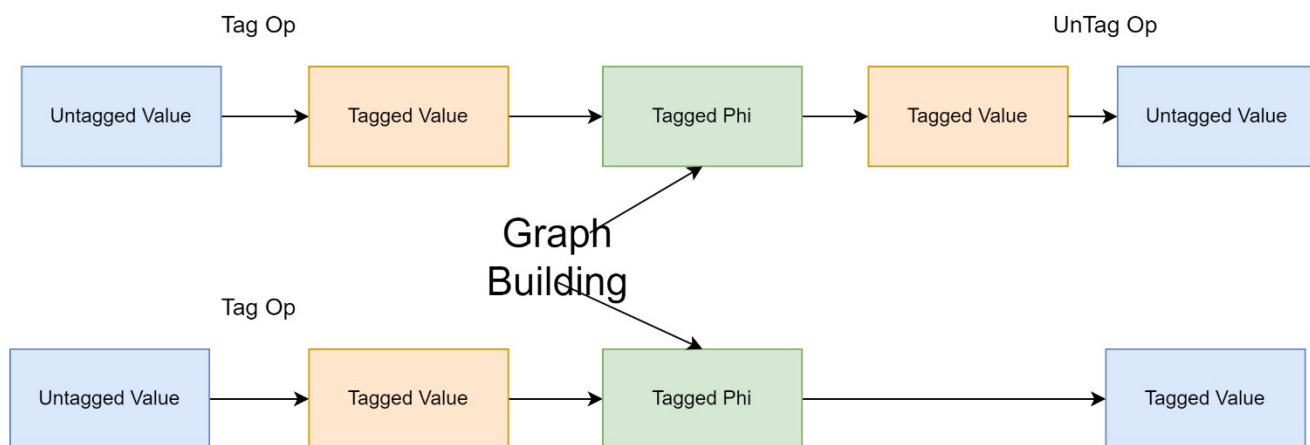 Tag Op
UnTag Op
Untagged Value
Tagged Value
Tagged Phi
Tagged Value
Untagged Value
Graph
Building
Tag Op
Untagged Value
Tagged Value
Tagged Phi
Tagged Value